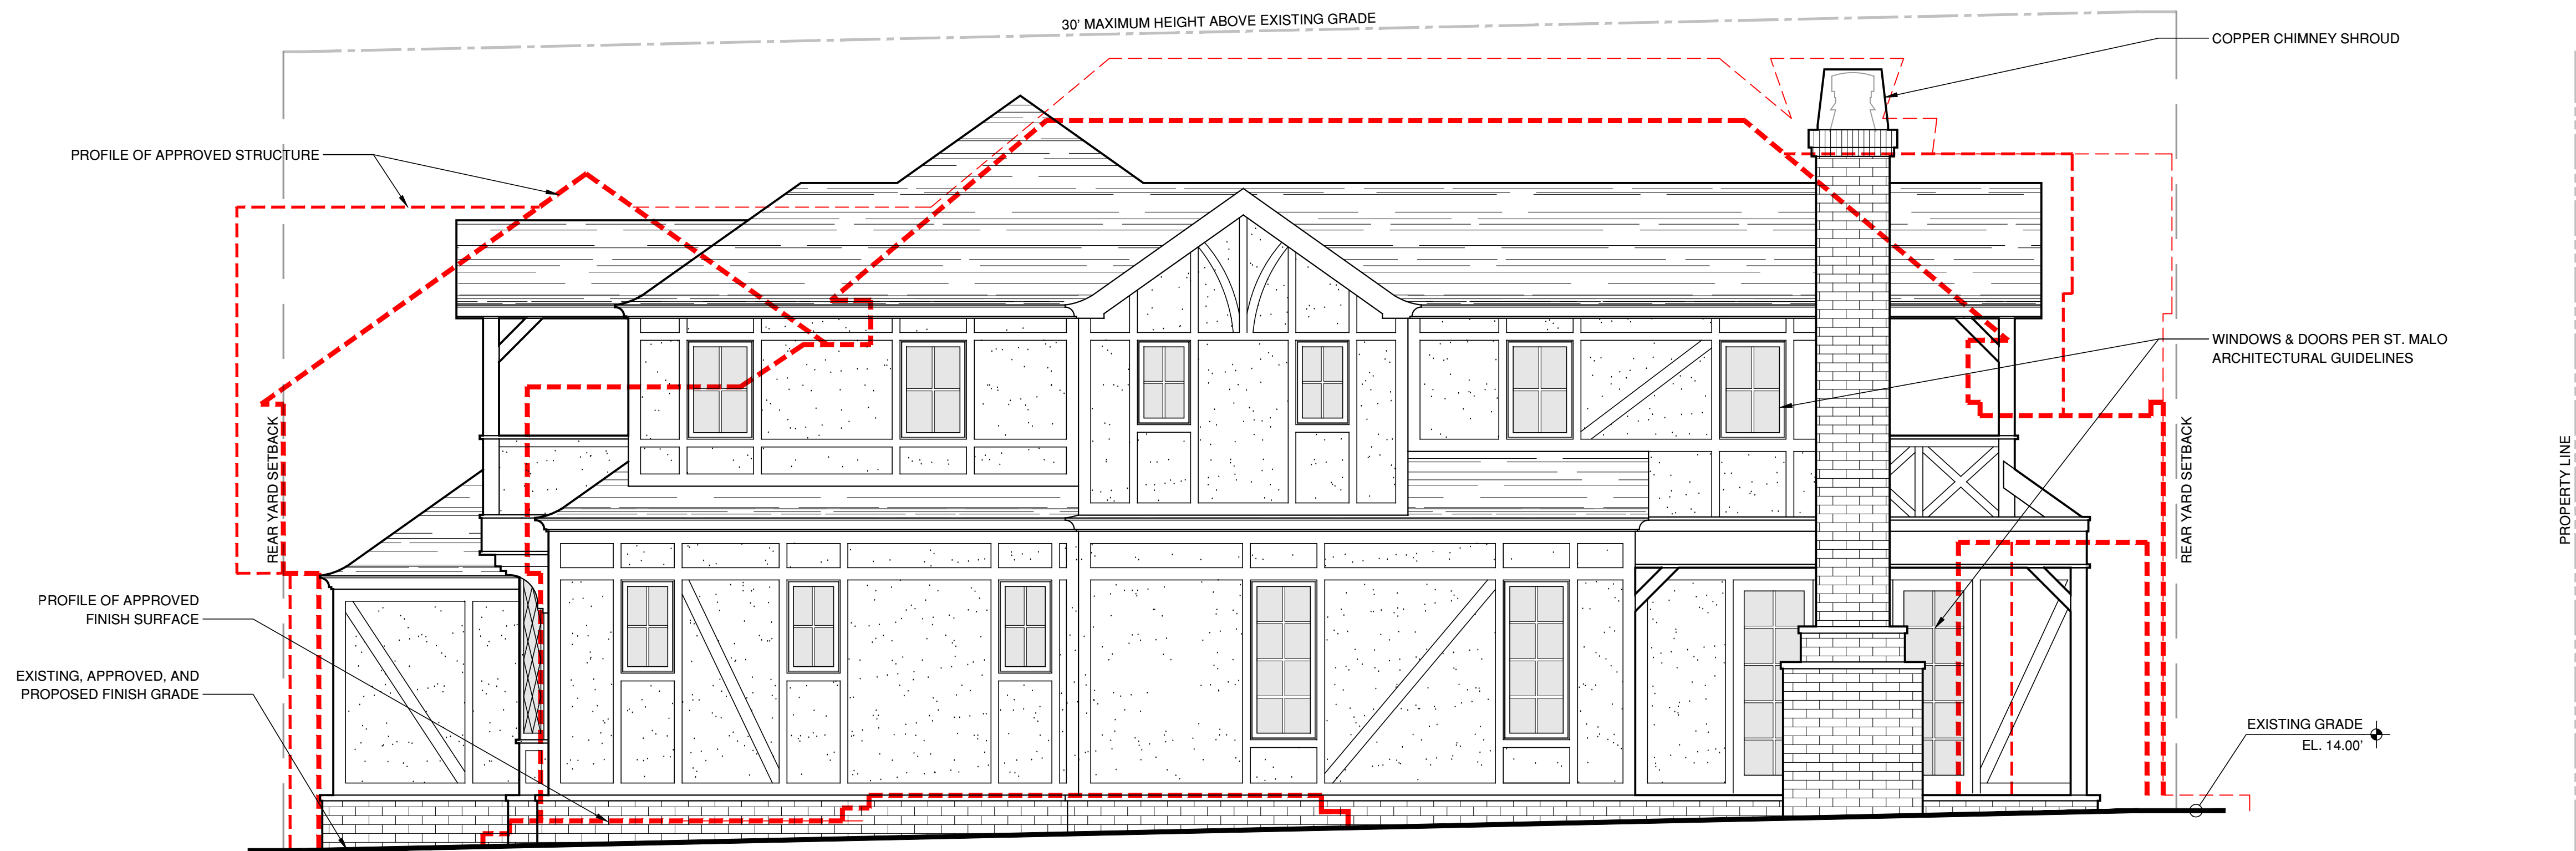 30' MAXIMUM HEIGHT ABOVE EXISTING GRADE
COPPER CHIMNEY SHROUD
PROFILE OF APPROVED STRUCTURE
WINDOWS & DOORS PER ST. MALO
ARCHITECTURAL GUIDELINES
REAR YARD SETBACK
REAR YARD SETBACK
PROPERTY LINE
PROFILE OF APPROVED
FINISH SURFACE
EXISTING, APPROVED, AND
PROPOSED FINISH GRADE
EXISTING GRADE
EL. 14.00'